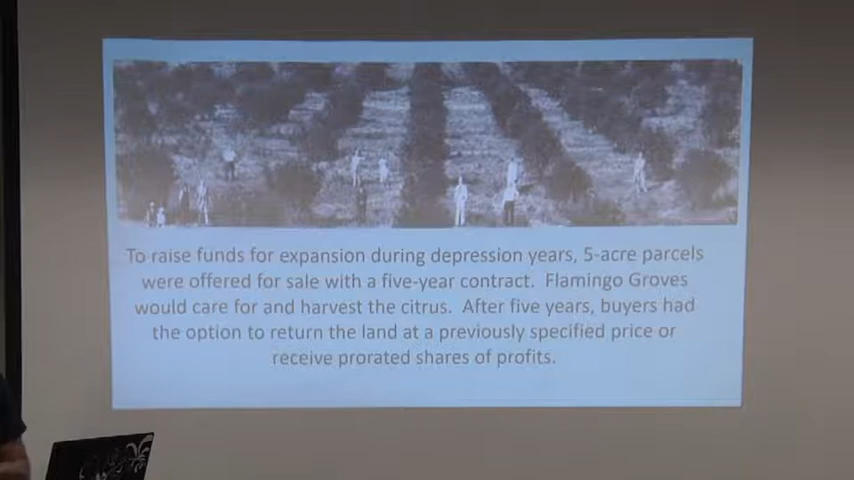 To raise funds for expansion during depression years, 5-acre parcels
were offered for sale with a five-year contract. Flamingo Groves
would care for and harvest the citrus. After five years, buyers had
the option to return the land at a previously specified price or
receive prorated shares of profits.